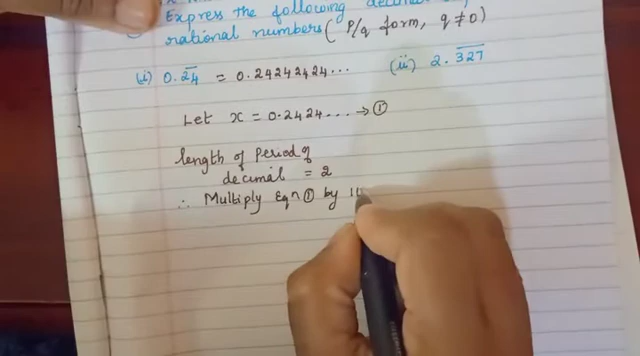 Express the following
rational numbers (P/q form, q ≠ 0)
(i) 0.2̅4̅ = 0.24242424... (ii) 2.3̅2̅7̅
Let x = 0.2424.... → ①
length of Period of
decimal = 2
∴ Multiply Eqn ① by